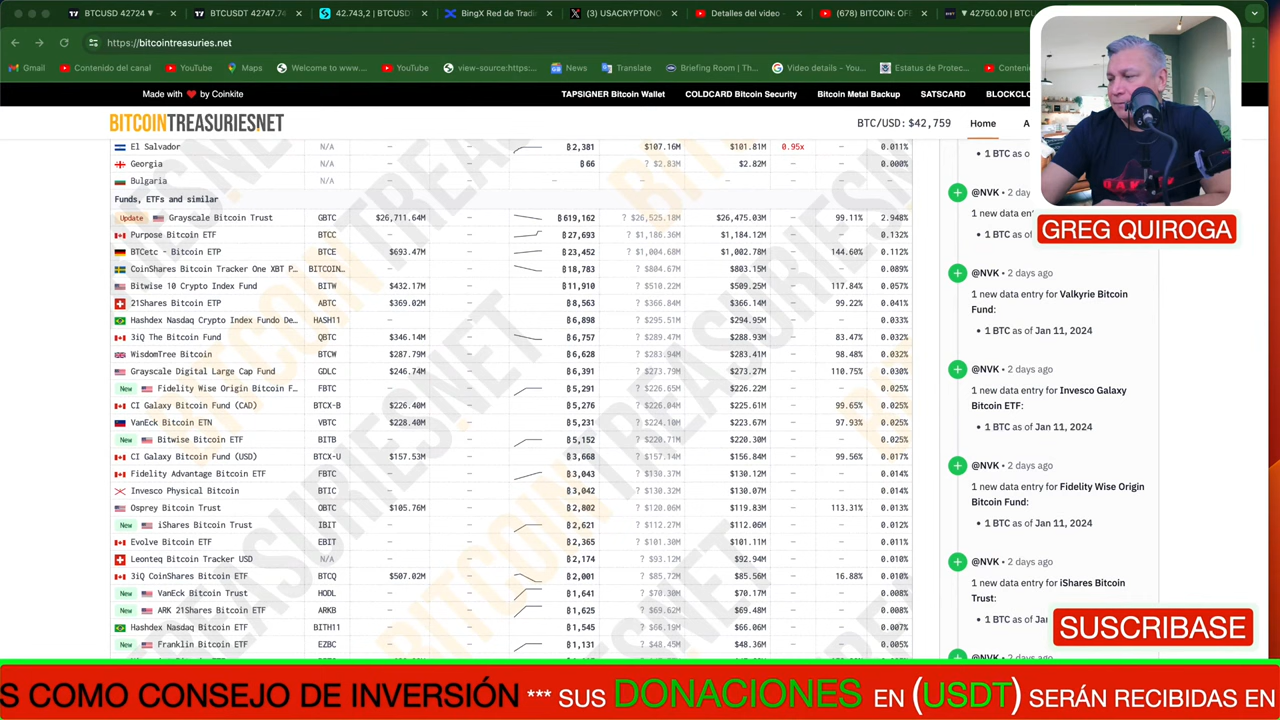 BTCUSD 42724 ▼
BTCUSDT 42747.74
42.743,2 | BTCUSD
BingX Red de Tradi
(3) USACRYPTONO
Detalles del video -
(678) BITCOIN: OF
▼ 42750.00 | BTCU
https://bitcointreasuries.net
Gmail
Contenido del canal
YouTube
Maps
Welcome to www....
YouTube
view-source:https:...
News
Translate
Briefing Room | Th...
Video details - You...
Estatus de Protec...
Conteni
Made with ❤ by Coinkite
TAPSIGNER Bitcoin Wallet
COLDCARD Bitcoin Security
Bitcoin Metal Backup
SATSCARD
BLOCKCLO
BITCOINTREASURIES.NET
BTC/USD: $42,759
Home
A
El Salvador N/A ₿2,381 $107.16M $101.81M 0.95x 0.011%
Georgia N/A ₿66 ? $2.83M $2.82M – 0.000%
Bulgaria N/A – – – – –
Funds, ETFs and similar
Update Grayscale Bitcoin Trust GBTC $26,711.64M – ₿619,162 ? $26,525.18M $26,475.03M – 99.11% 2.948%
Purpose Bitcoin ETF BTCC – – ₿27,693 ? $1,186.36M $1,184.12M – – 0.132%
BTCetc - Bitcoin ETP BTCE $693.47M – ₿23,452 ? $1,004.68M $1,002.78M – 144.60% 0.112%
CoinShares Bitcoin Tracker One XBT P… BITCOIN… – – ₿18,783 ? $804.67M $803.15M – – 0.089%
Bitwise 10 Crypto Index Fund BITW $432.17M – ₿11,910 ? $510.22M $509.25M – 117.84% 0.057%
21Shares Bitcoin ETP ABTC $369.02M – ₿8,563 ? $366.84M $366.14M – 99.22% 0.041%
Hashdex Nasdaq Crypto Index Fundo De… HASH11 – – ₿6,898 ? $295.51M $294.95M – – 0.033%
3iQ The Fund QBTC $346.14M – ₿6,757 ? $289.47M $288.93M – 83.47% 0.032%
WisdomTree Bitcoin BTCW $287.79M – ₿6,628 ? $283.94M $283.41M – 98.48% 0.032%
Grayscale Digital Large Cap Fund GDLC $246.74M – ₿6,391 ? $273.79M $273.27M – 110.75% 0.030%
New Fidelity Wise Origin Bitcoin F… FBTC – – ₿5,291 ? $226.65M $226.22M – – 0.025%
CI Galaxy Bitcoin Fund (CAD) BTCX-B $226.40M – ₿5,276 ? $226.04M $225.61M – 99.65% 0.025%
VanEck Bitcoin ETN VBTC $228.40M – ₿5,231 ? $224.10M $223.67M – 97.93% 0.025%
New Bitwise Bitcoin ETF BITB – – ₿5,152 ? $220.71M $220.30M – – 0.025%
CI Galaxy Bitcoin Fund (USD) BTCX-U $157.53M – ₿3,668 ? $157.14M $156.84M – 99.56% 0.017%
Fidelity Advantage Bitcoin ETF FBTC – – ₿3,043 ? $130.37M $130.12M – – 0.014%
Invesco Physical Bitcoin BTIC – – ₿3,042 ? $130.32M $130.07M – – 0.014%
Osprey Bitcoin Trust OBTC $105.76M – ₿2,802 ? $120.06M $119.83M – 113.31% 0.013%
New iShares Bitcoin Trust IBIT – – ₿2,621 ? $112.27M $112.06M – – 0.012%
Evolve Bitcoin ETF EBIT – – ₿2,365 ? $101.30M $101.11M – – 0.011%
Leonteq Bitcoin Tracker USD N/A – – ₿2,174 ? $93.12M $92.94M – – 0.010%
3iQ CoinShares Bitcoin ETF BTCQ $507.02M – ₿2,001 ? $85.72M $85.56M – 16.88% 0.010%
New VanEck Bitcoin Trust HODL – – ₿1,641 ? $70.30M $70.17M – – 0.008%
New ARK 21Shares Bitcoin ETF ARKB – – ₿1,625 ? $69.62M $69.48M – – 0.008%
Hashdex Nasdaq Bitcoin ETF BITH11 – – ₿1,545 ? $66.19M $66.06M – – 0.007%
New Franklin Bitcoin ETF EZBC – – ₿1,131 ? $48.45M $48.36M – – 0.005%
• 1 BTC as o
@NVK • 2 day
1 new data en
• 1 BTC as o
@NVK • 2 days ago
1 new data entry for Valkyrie Bitcoin
Fund:
• 1 BTC as of Jan 11, 2024
@NVK • 2 days ago
1 new data entry for Invesco Galaxy
Bitcoin ETF:
• 1 BTC as of Jan 11, 2024
@NVK • 2 days ago
1 new data entry for Fidelity Wise Origin
Bitcoin Fund:
• 1 BTC as of Jan 11, 2024
@NVK • 2 days ago
1 new data entry for iShares Bitcoin
Trust:
• 1 BTC as of Ja
@NVK • 2 days ago
GREG QUIROGA
SUSCRIBASE
S COMO CONSEJO DE INVERSIÓN *** SUS DONACIONES EN (USDT) SERÁN RECIBIDAS EN